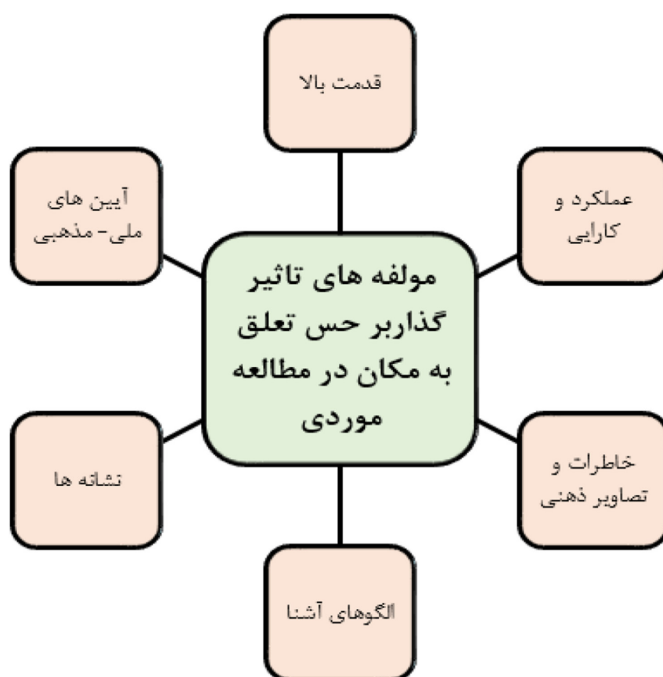 قدمت بالا
عملکرد و
کارایی
خاطرات و
تصاویر ذهنی
الگوهای آشنا
نشانه ها
آیین های
ملی- مذهبی
مولفه های تاثیر
گذاربر حس تعلق
به مکان در مطالعه
موردی